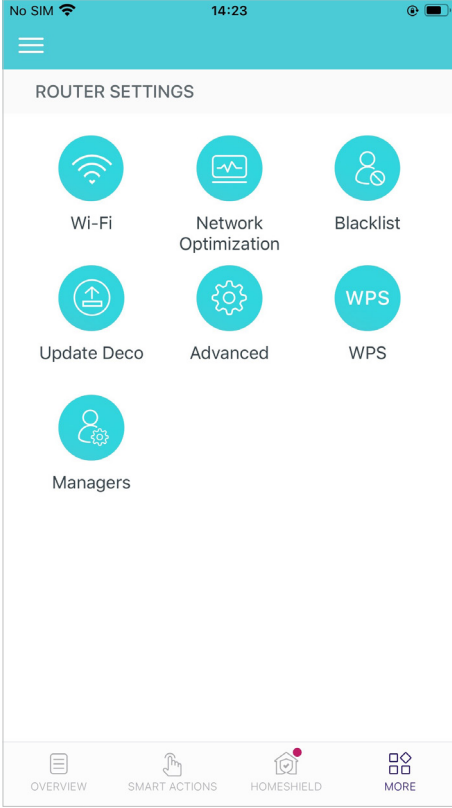 No SIM 14:23
ROUTER SETTINGS
Wi-Fi
Network
Optimization
Blacklist
Update Deco
Advanced
WPS
WPS
Managers
OVERVIEW
SMART ACTIONS
HOMESHIELD
MORE